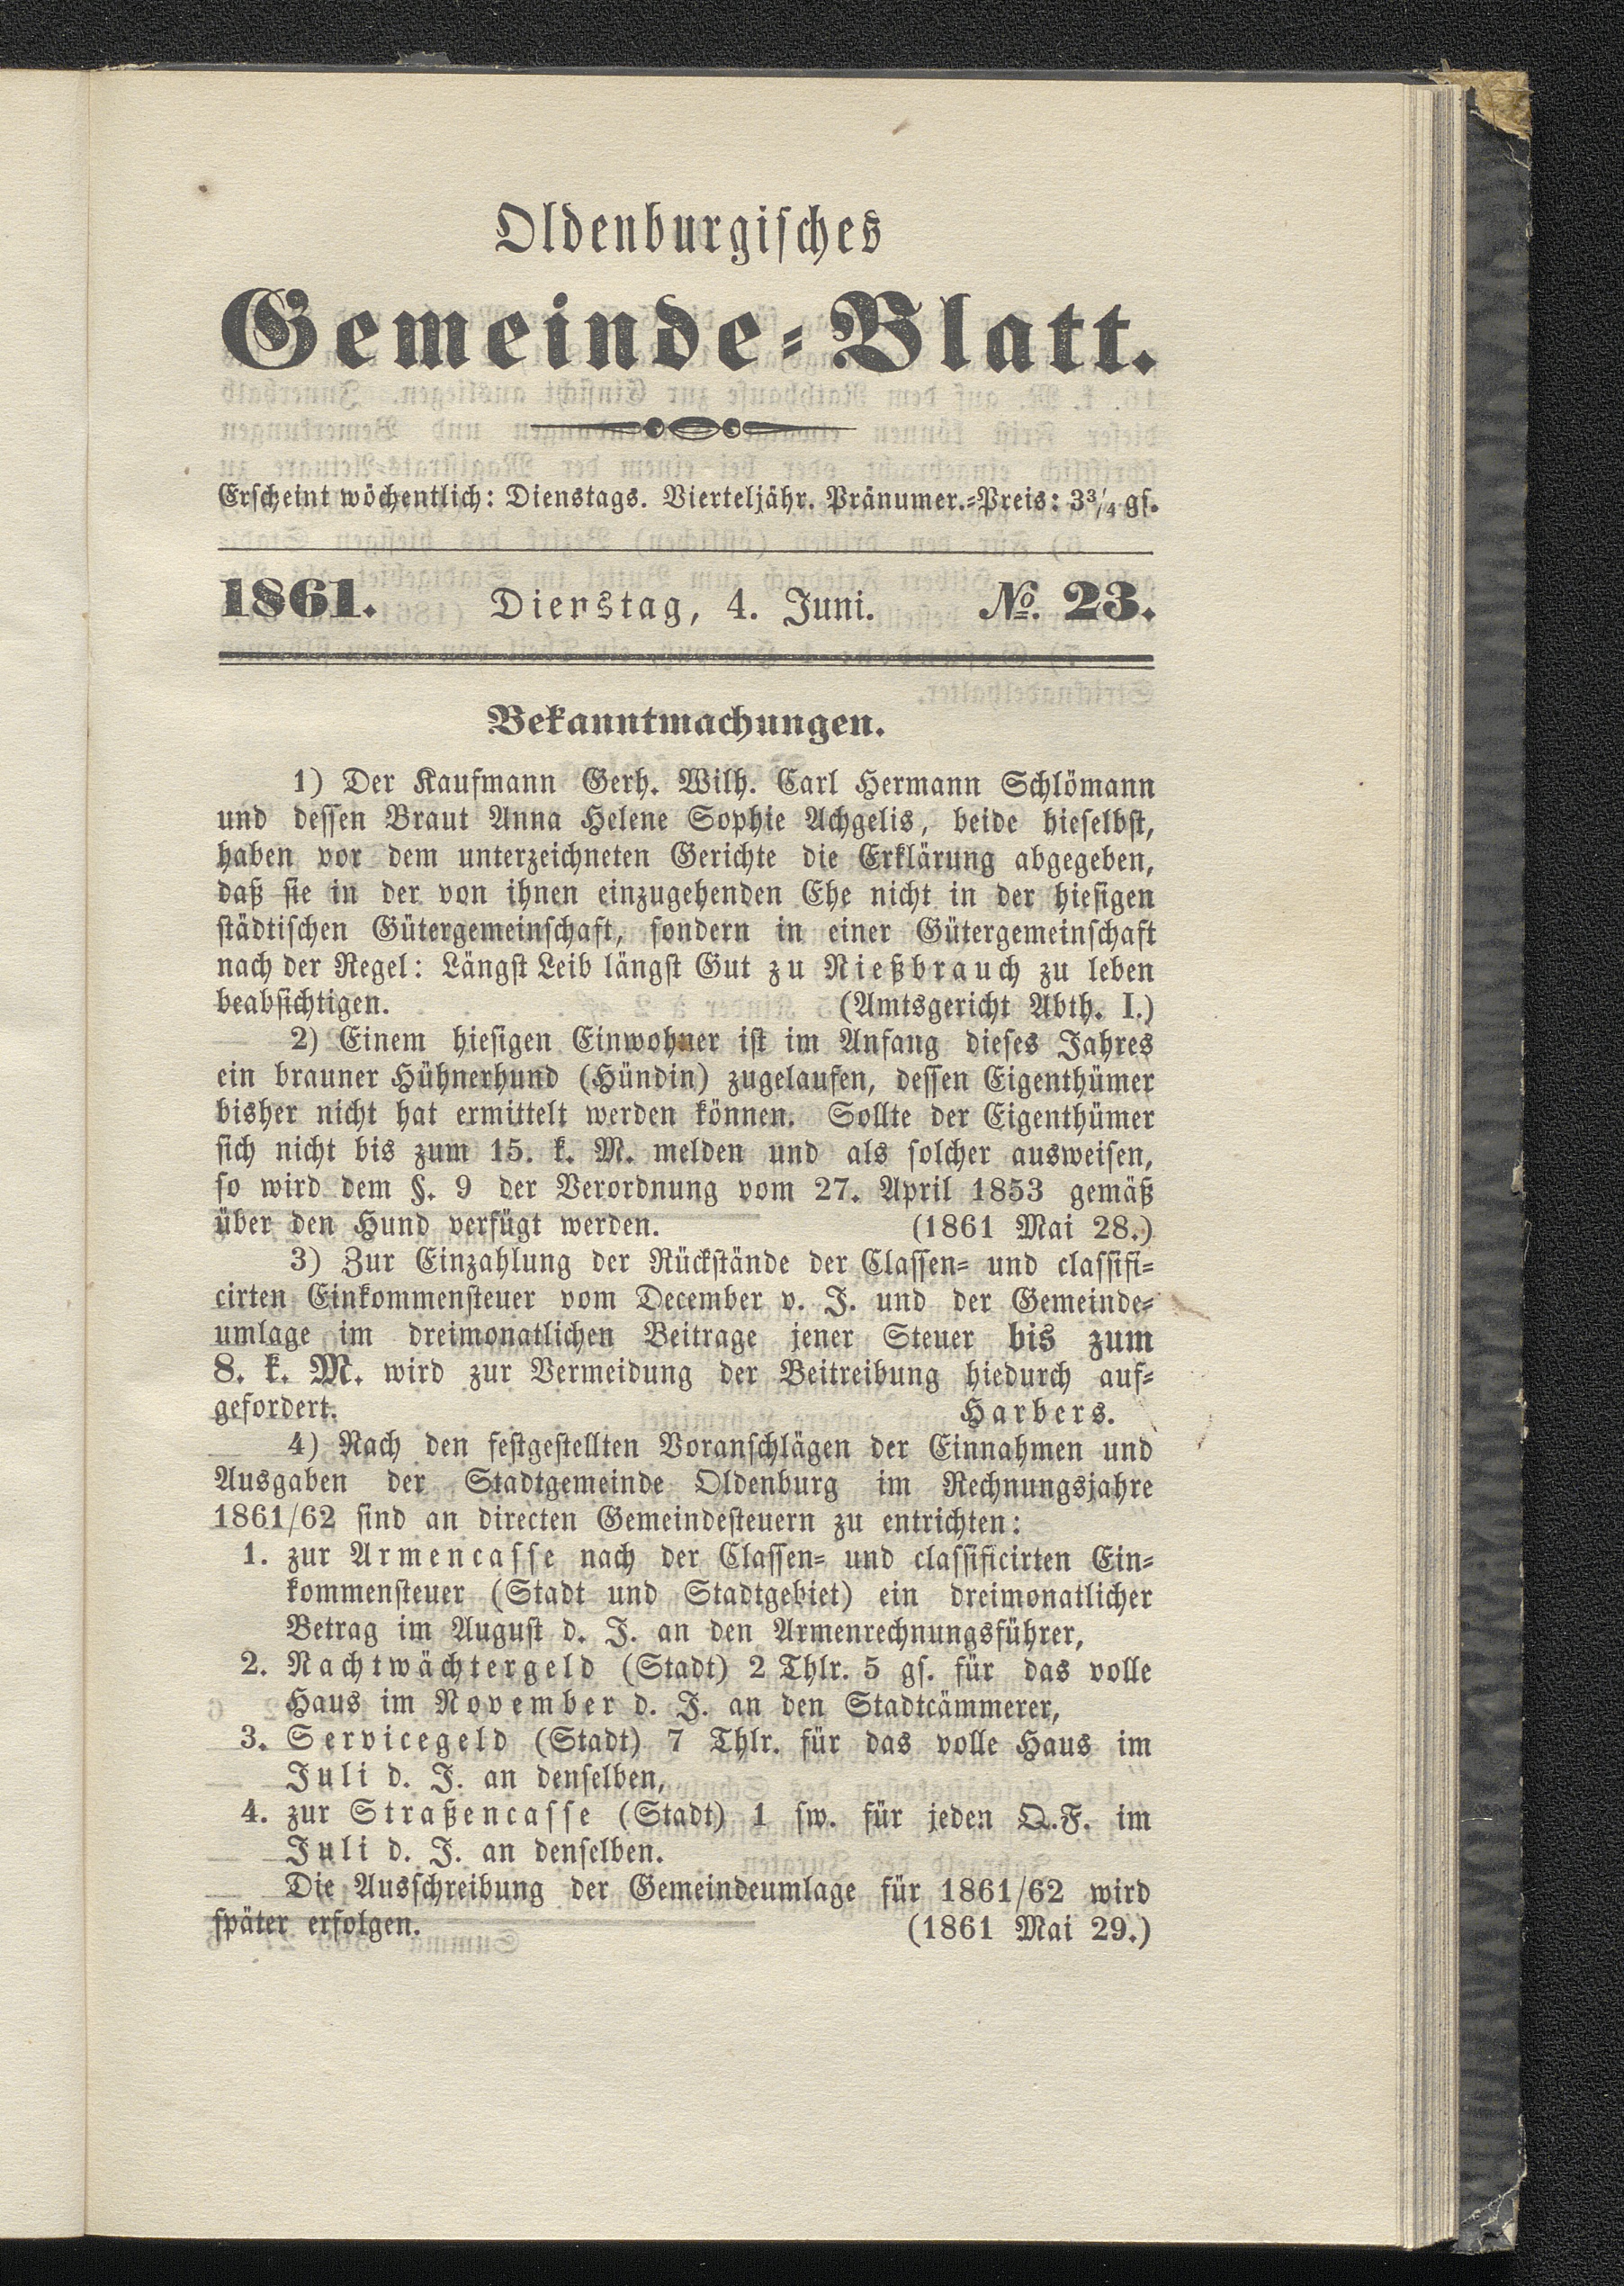 Oldenburgisches
Gemeinde-Blatt.
Erscheint wöchentlich: Dienstags. Vierteljähr. Pränumer.-Preis: 3¾ gs.
1861. Dienstag, 4. Juni. №. 23.
Bekanntmachungen.
1) Der Kaufmann Gerh. Wilh. Carl Hermann Schlömann
und dessen Braut Anna Helene Sophie Achgelis, beide hieselbst,
haben vor dem unterzeichneten Gerichte die Erklärung abgegeben,
daß sie in der von ihnen einzugehenden Ehe nicht in der hiesigen
städtischen Gütergemeinschaft, sondern in einer Gütergemeinschaft
nach der Regel: Längst Leib längst Gut zu Nießbrauch zu leben
beabsichtigen. (Amtsgericht Abth. I.)
2) Einem hiesigen Einwohner ist im Anfang dieses Jahres
ein brauner Hühnerhund (Hündin) zugelaufen, dessen Eigenthümer
bisher nicht hat ermittelt werden können. Sollte der Eigenthümer
sich nicht bis zum 15. k. M. melden und als solcher ausweisen,
so wird dem §. 9 der Verordnung vom 27. April 1853 gemäß
über den Hund verfügt werden. (1861 Mai 28.)
3) Zur Einzahlung der Rückstände der Classen- und classifi-
cirten Einkommensteuer vom December v. J. und der Gemeinde-
umlage im dreimonatlichen Beitrage jener Steuer bis zum
8. k. M. wird zur Vermeidung der Beitreibung hiedurch auf-
gefordert. Harbers.
4) Nach den festgestellten Voranschlägen der Einnahmen und
Ausgaben der Stadtgemeinde Oldenburg im Rechnungsjahre
1861/62 sind an directen Gemeindesteuern zu entrichten:
1. zur Armencasse nach der Classen- und classificirten Ein-
kommensteuer (Stadt und Stadtgebiet) ein dreimonatlicher
Betrag im August d. J. an den Armenrechnungsführer,
2. Nachtwächtergeld (Stadt) 2 Thlr. 5 gs. für das volle
Haus im November d. J. an den Stadtcämmerer,
3. Servicegeld (Stadt) 7 Thlr. für das volle Haus im
Juli d. J. an denselben,
4. zur Straßencasse (Stadt) 1 sw. für jeden Q.F. im
Juli d. J. an denselben.
Die Ausschreibung der Gemeindeumlage für 1861/62 wird
später erfolgen. (1861 Mai 29.)